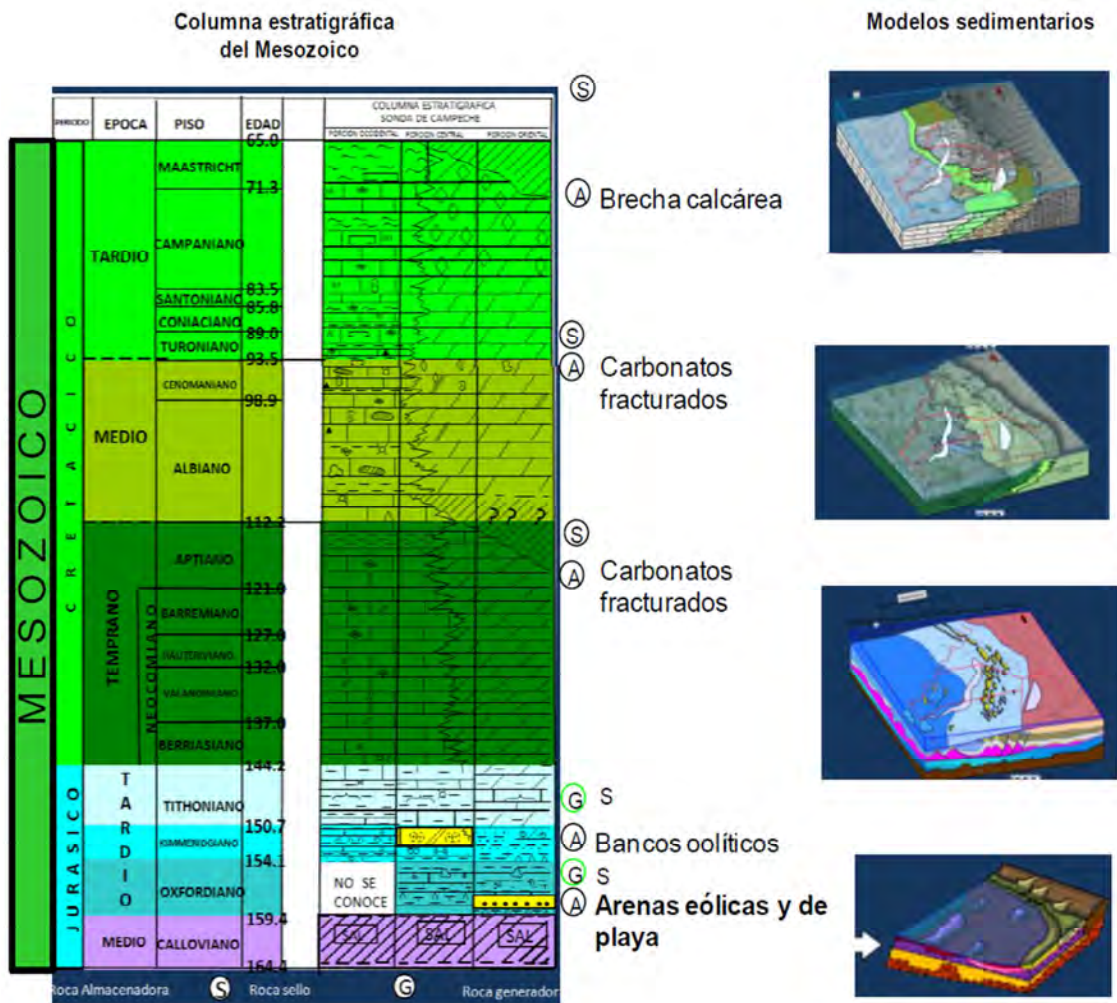 Columna estratigráfica
del Mesozoico
Modelos sedimentarios
PERIODO
EPOCA
PISO
EDAD
COLUMNA ESTRATIGRAFICA
SONDA DE CAMPECHE
PORCION OCCIDENTAL
PORCION CENTRAL
PORCION ORIENTAL
S
65.0
MESOZOICO
CRETACICO
TARDIO
MAASTRICHT
71.3
A Brecha calcárea
CAMPANIANO
83.5
SANTONIANO
85.8
CONIACIANO
89.0
S
TURONIANO
93.5
A Carbonatos
fracturados
MEDIO
CENOMANIANO
98.9
ALBIANO
? ? ?
112.2
S
TEMPRANO
APTIANO
A Carbonatos
fracturados
121.0
NEOCOMIANO
BARREMIANO
127.0
HAUTERIVIANO
132.0
VALANGINIANO
137.0
BERRIASIANO
144.2
JURASICO
TARDIO
TITHONIANO
G S
150.7
KIMMERIDGIANO
A Bancos oolíticos
154.1
G S
OXFORDIANO
NO SE
CONOCE
A Arenas eólicas y de
playa
159.4
MEDIO
CALLOVIANO
SAL
SAL
SAL
164.4
Roca Almacenadora
S Roca sello
G Roca generador